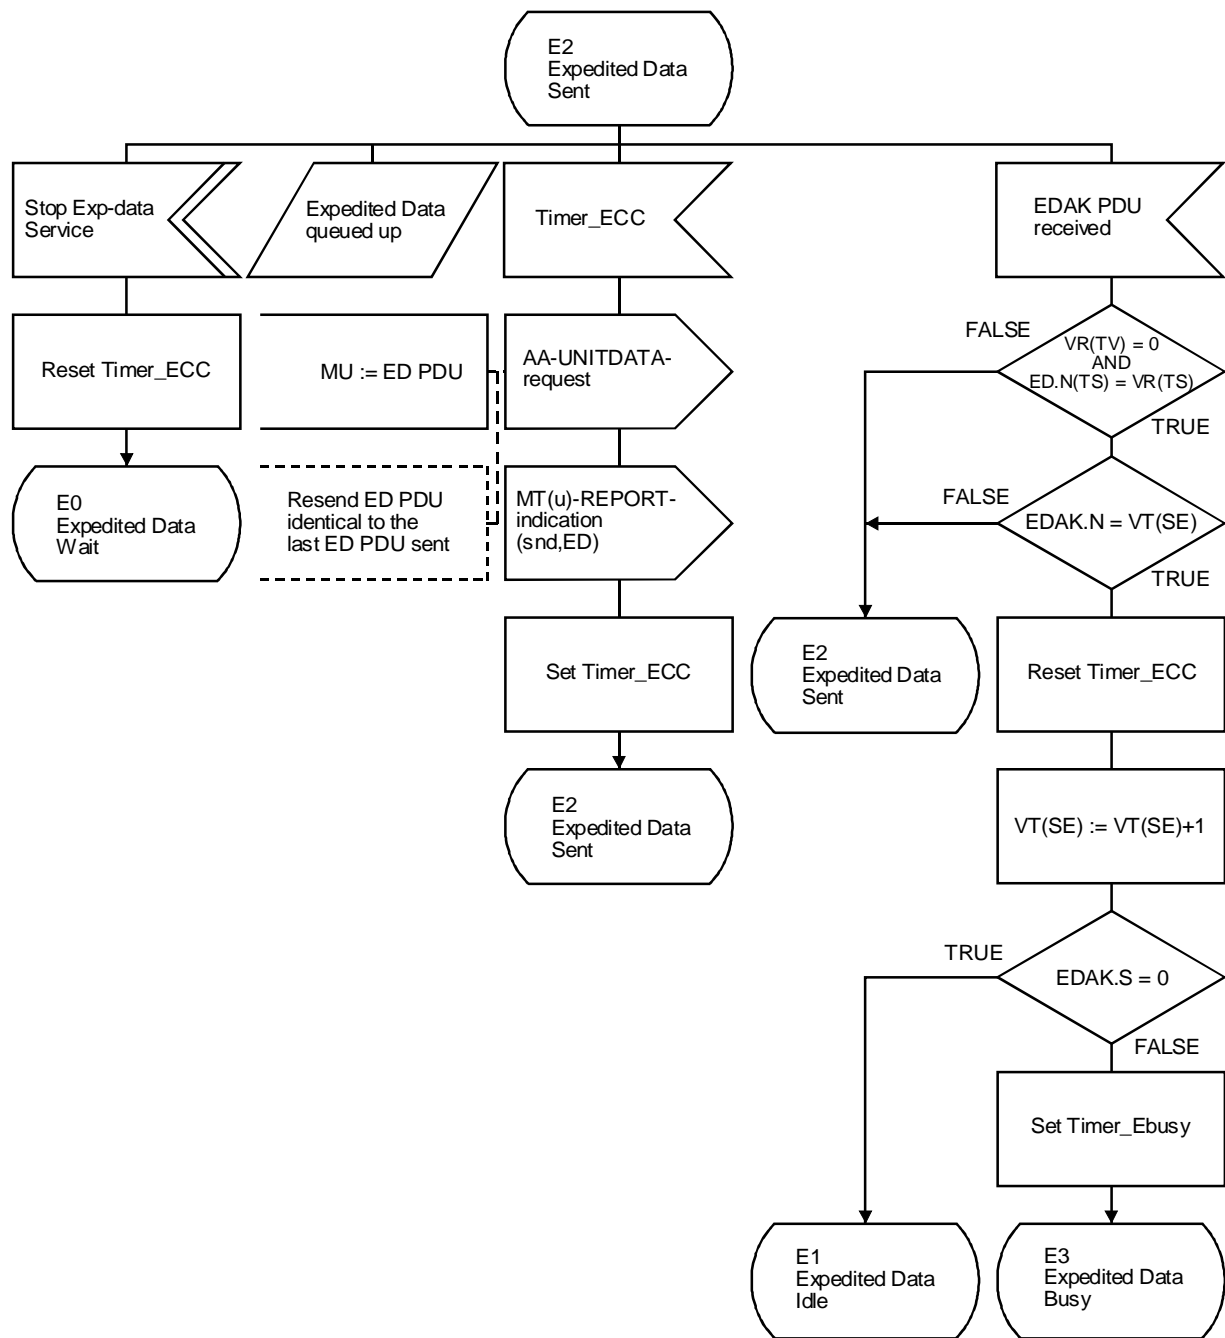 E2
Expedited Data
Sent
Stop Exp-data
Service
Expedited Data
queued up
Timer_ECC
EDAK PDU
received
Reset Timer_ECC
MU := ED PDU
AA-UNITDATA-
request
FALSE
VR(TV) = 0
AND
ED.N(TS) = VR(TS)
TRUE
E0
Expedited Data
Wait
Resend ED PDU
identical to the
last ED PDU sent
MT(u)-REPORT-
indication
(snd,ED)
FALSE
EDAK.N = VT(SE)
TRUE
Set Timer_ECC
E2
Expedited Data
Sent
Reset Timer_ECC
E2
Expedited Data
Sent
VT(SE) := VT(SE)+1
TRUE
EDAK.S = 0
FALSE
Set Timer_Ebusy
E1
Expedited Data
Idle
E3
Expedited Data
Busy